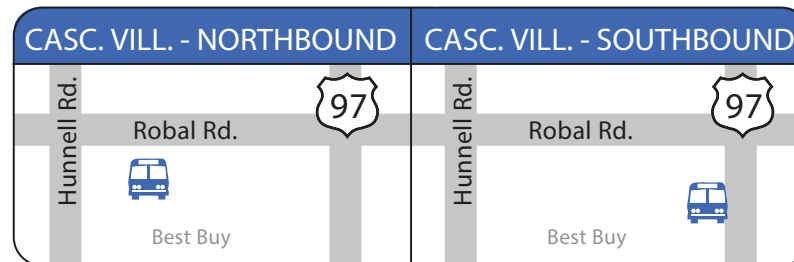 CASC. VILL. - NORTHBOUND
Hunnell Rd.
97
Robal Rd.
Best Buy
CASC. VILL. - SOUTHBOUND
Hunnell Rd.
97
Robal Rd.
Best Buy